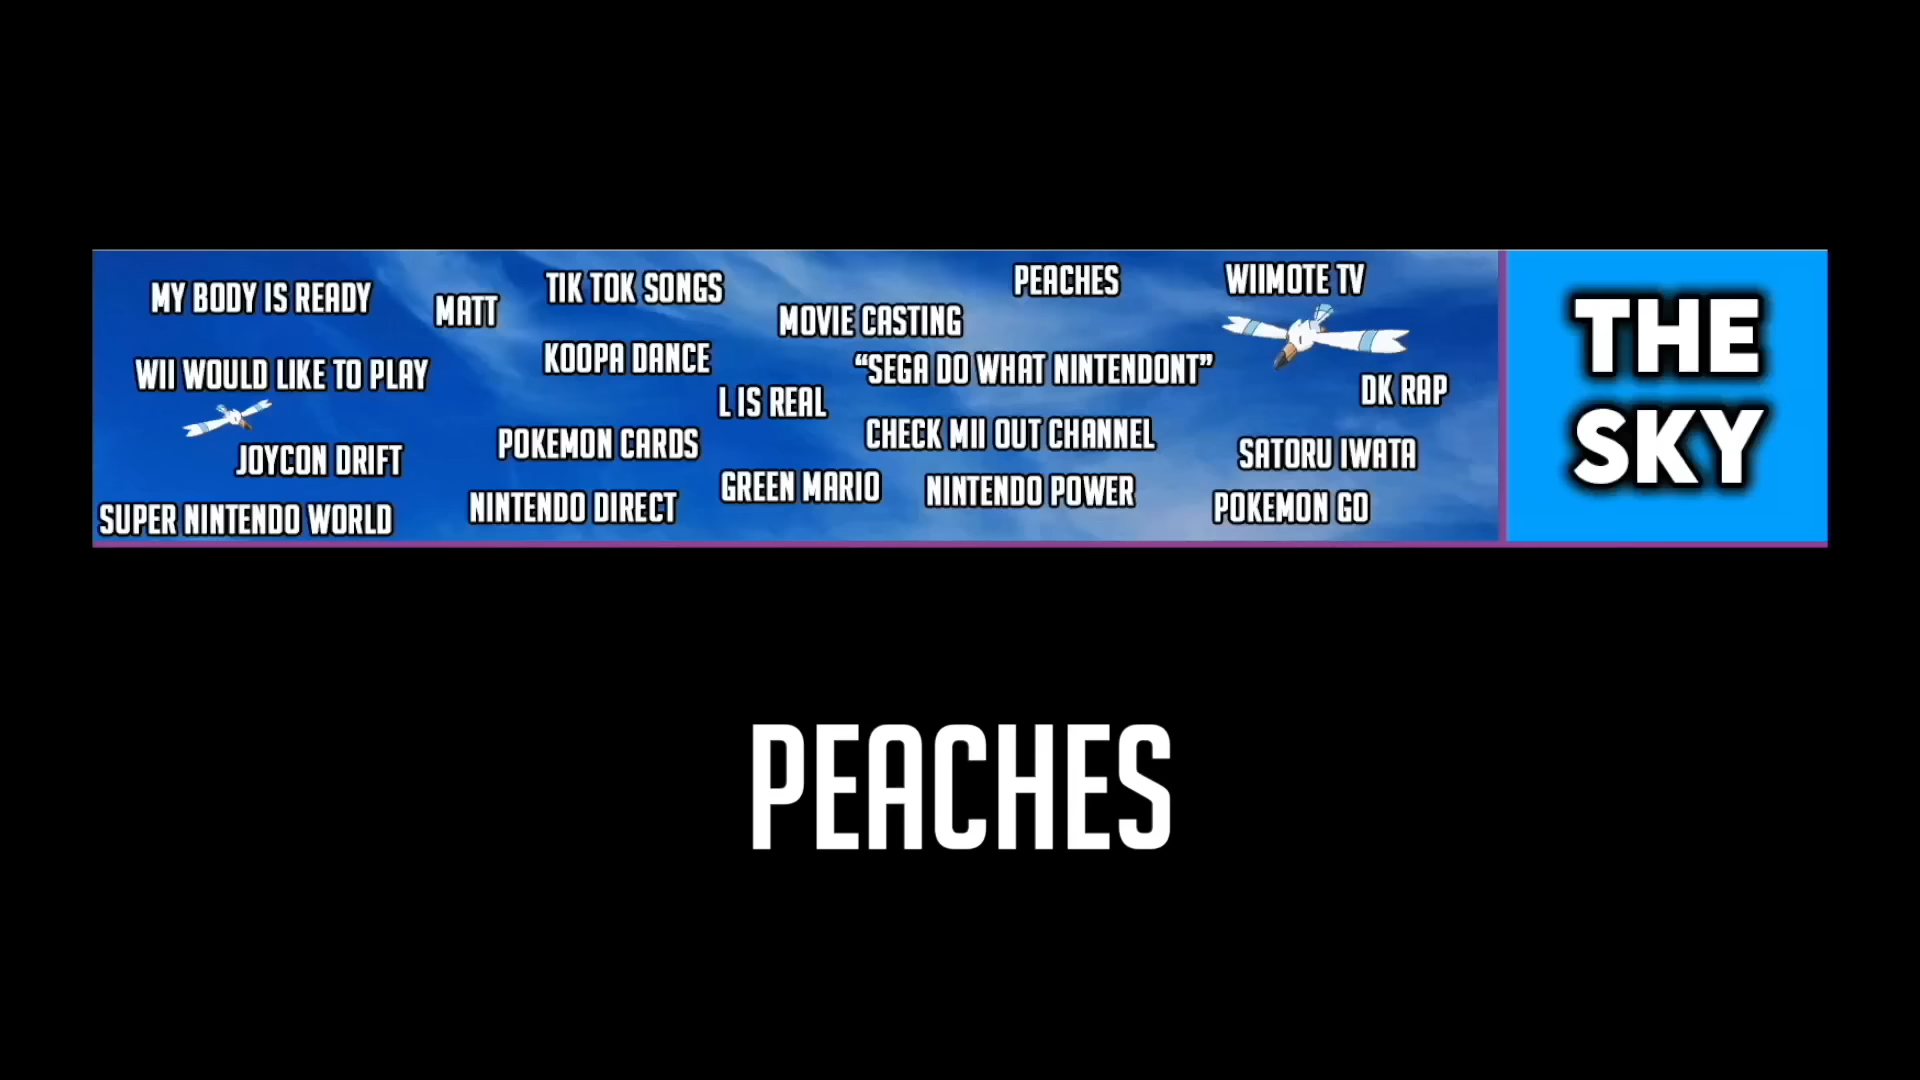 MY BODY IS READY
MATT
TIK TOK SONGS
MOVIE CASTING
PEACHES
WIIMOTE TV
WII WOULD LIKE TO PLAY
KOOPA DANCE
"SEGA DO WHAT NINTENDONT"
L IS REAL
DK RAP
JOYCON DRIFT
POKEMON CARDS
CHECK MII OUT CHANNEL
SATORU IWATA
SUPER NINTENDO WORLD
NINTENDO DIRECT
GREEN MARIO
NINTENDO POWER
POKEMON GO
THE
SKY
PEACHES